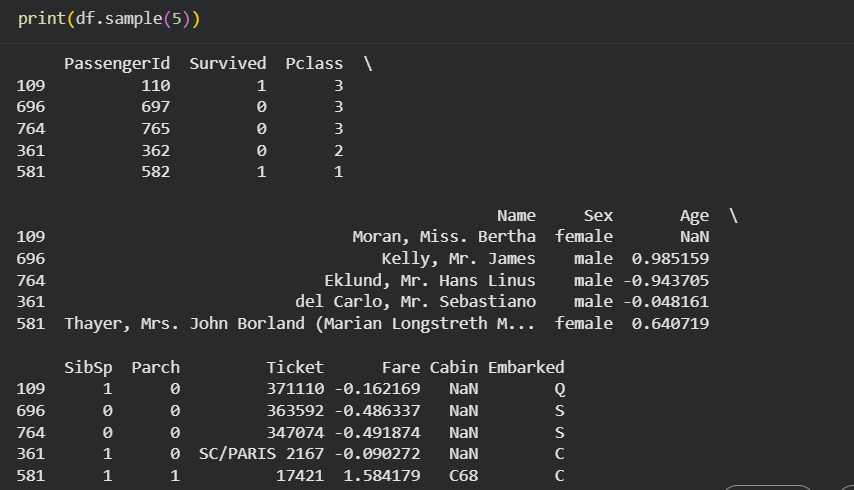 print(df.sample(5))
PassengerId Survived Pclass \
109 110 1 3
696 697 0 3
764 765 0 3
361 362 0 2
581 582 1 1
Name Sex Age \
109 Moran, Miss. Bertha female NaN
696 Kelly, Mr. James male 0.985159
764 Eklund, Mr. Hans Linus male -0.943705
361 del Carlo, Mr. Sebastiano male -0.048161
581 Thayer, Mrs. John Borland (Marian Longstreth M... female 0.640719
SibSp Parch Ticket Fare Cabin Embarked
109 1 0 371110 -0.162169 NaN Q
696 0 0 363592 -0.486337 NaN S
764 0 0 347074 -0.491874 NaN S
361 1 0 SC/PARIS 2167 -0.090272 NaN C
581 1 1 17421 1.584179 C68 C